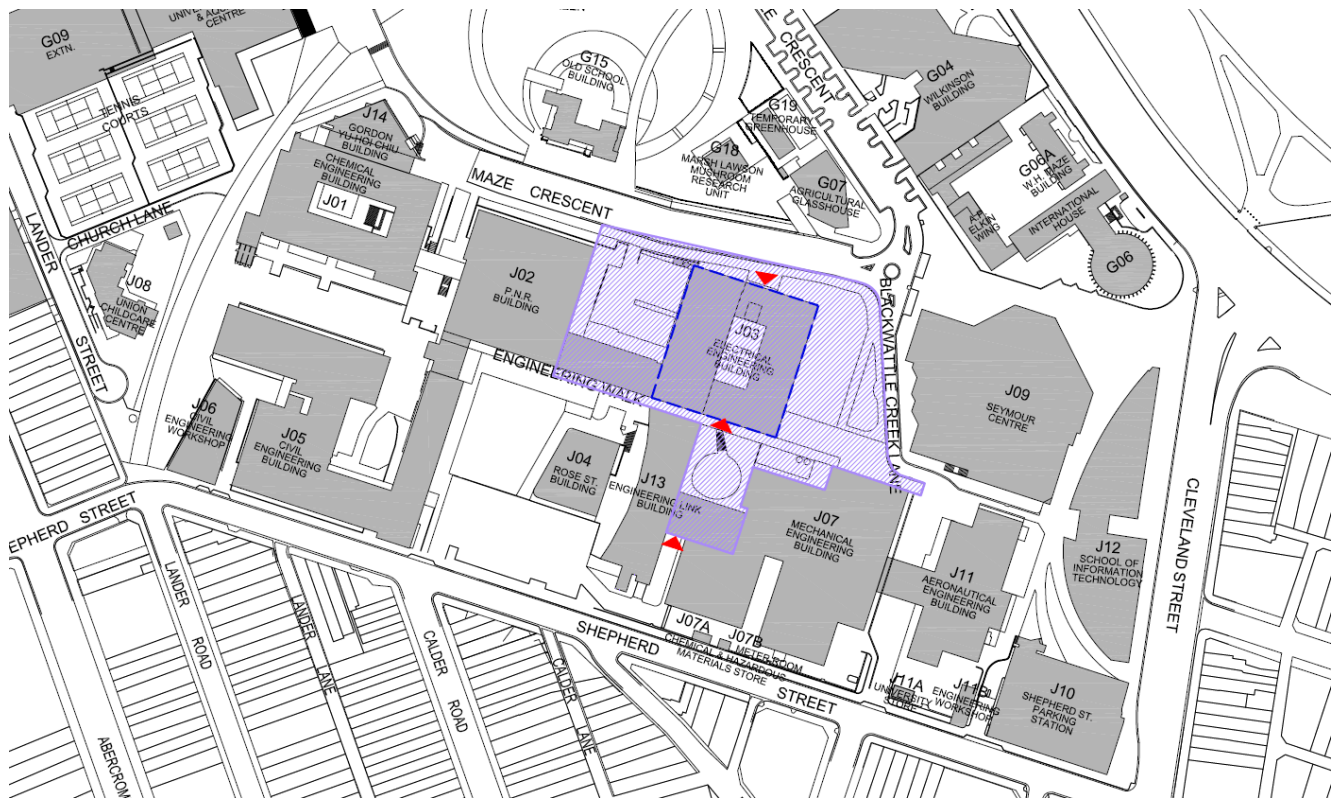 UNIVE
& AQU
CENTRE
G09
EXTN.
TENNIS
COURTS
G15
OLD SCHOOL
BUILDING
CRESCENT
G04
WILKINSON
BUILDING
G19
TEMPORARY
GREENHOUSE
G18
MARSH LAWSON
MUSHROOM
RESEARCH
UNIT
G07
AGRICULTURAL
GLASSHOUSE
G06A
W.H. MAZE
BUILDING
INTERNATIONAL
HOUSE
ELKIN
WING
G06
J14
GORDON
YU-HOI CHIU
BUILDING
CHEMICAL
ENGINEERING
BUILDING
J01
MAZE CRESCENT
LANDER
STREET
CHURCH LANE
J08
UNION
CHILDCARE
CENTRE
J02
P.N.R.
BUILDING
J03
ELECTRICAL
ENGINEERING
BUILDING
ENGINEERING WALK
BLACKWATTLE CREEK LANE
J09
SEYMOUR
CENTRE
J06
CIVIL
ENGINEERING
WORKSHOP
J05
CIVIL
ENGINEERING
BUILDING
J04
ROSE ST.
BUILDING
J13
ENGINEERING LINK
BUILDING
J07
MECHANICAL
ENGINEERING
BUILDING
J11
AERONAUTICAL
ENGINEERING
BUILDING
J12
SCHOOL OF
INFORMATION
TECHNOLOGY
CLEVELAND STREET
EPHERD STREET
LANDER
ROAD
LANDER
LANE
CALDER
ROAD
CALDER
LANE
ABERCROM
SHEPHERD
STREET
J07A
CHEMICAL & HAZARDOUS
MATERIALS STORE
J07B
METER ROOM
J11A
UNIVERSITY
STORE
J11B
ENGINEERING
WORKSHOP
J10
SHEPHERD ST.
PARKING
STATION